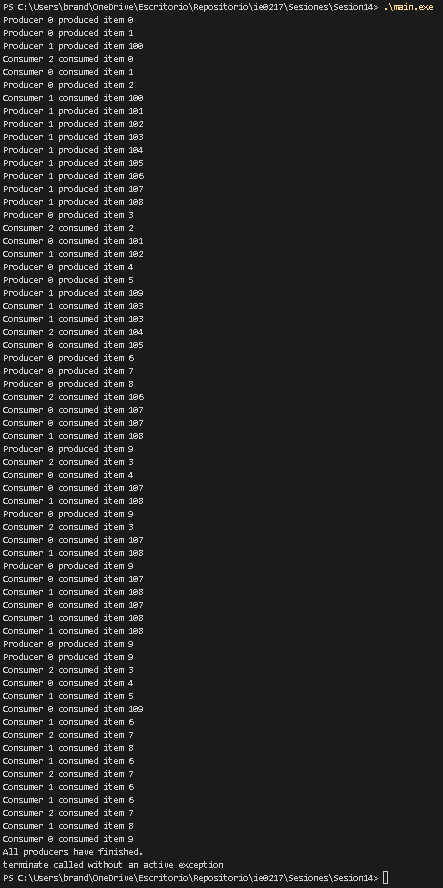 PS C:\Users\brand\OneDrive\Escritorio\Repositorio\ie0217\Sesiones\Sesion14> .\main.exe
Producer 0 produced item 0
Producer 0 produced item 1
Producer 1 produced item 100
Consumer 2 consumed item 0
Consumer 0 consumed item 1
Producer 0 produced item 2
Consumer 1 consumed item 100
Producer 1 produced item 101
Producer 1 produced item 102
Producer 1 produced item 103
Producer 1 produced item 104
Producer 1 produced item 105
Producer 1 produced item 106
Producer 1 produced item 107
Producer 1 produced item 108
Producer 0 produced item 3
Consumer 2 consumed item 2
Consumer 0 consumed item 101
Consumer 1 consumed item 102
Producer 0 produced item 4
Producer 0 produced item 5
Producer 1 produced item 109
Consumer 1 consumed item 103
Consumer 1 consumed item 103
Consumer 2 consumed item 104
Consumer 0 consumed item 105
Producer 0 produced item 6
Producer 0 produced item 7
Producer 0 produced item 8
Consumer 2 consumed item 106
Consumer 0 consumed item 107
Consumer 0 consumed item 107
Consumer 1 consumed item 108
Producer 0 produced item 9
Consumer 2 consumed item 3
Consumer 0 consumed item 4
Consumer 0 consumed item 107
Consumer 1 consumed item 108
Producer 0 produced item 9
Consumer 2 consumed item 3
Consumer 0 consumed item 107
Consumer 1 consumed item 108
Producer 0 produced item 9
Consumer 0 consumed item 107
Consumer 1 consumed item 108
Consumer 0 consumed item 107
Consumer 1 consumed item 108
Consumer 1 consumed item 108
Producer 0 produced item 9
Producer 0 produced item 9
Consumer 2 consumed item 3
Consumer 0 consumed item 4
Consumer 1 consumed item 5
Consumer 0 consumed item 109
Consumer 1 consumed item 6
Consumer 2 consumed item 7
Consumer 1 consumed item 8
Consumer 1 consumed item 6
Consumer 2 consumed item 7
Consumer 1 consumed item 6
Consumer 1 consumed item 6
Consumer 2 consumed item 7
Consumer 1 consumed item 8
Consumer 0 consumed item 9
All producers have finished.
terminate called without an active exception
PS C:\Users\brand\OneDrive\Escritorio\Repositorio\ie0217\Sesiones\Sesion14>